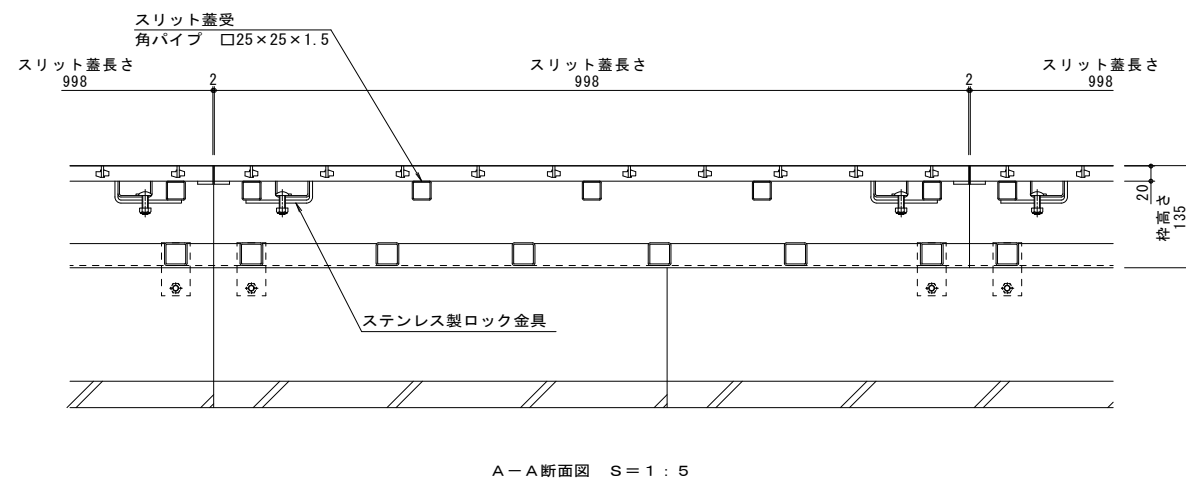 スリット蓋受
角パイプ □25×25×1.5
スリット蓋長さ
998
2
スリット蓋長さ
998
2
スリット蓋長さ
998
20
枠高さ
135
ステンレス製ロック金具
A－A断面図 S＝1：5